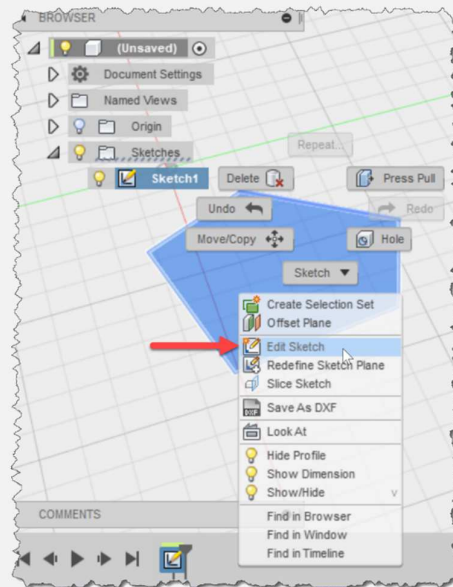 BROWSER
(Unsaved)
Document Settings
Named Views
Origin
Sketches
Repeat...
Sketch1
Delete
Press Pull
Undo
Redo
Move/Copy
Hole
Sketch
Create Selection Set
Offset Plane
Edit Sketch
Redefine Sketch Plane
Slice Sketch
DXF Save As DXF
Look At
Hide Profile
Show Dimension
Show/Hide V
Find in Browser
Find in Window
Find in Timeline
COMMENTS